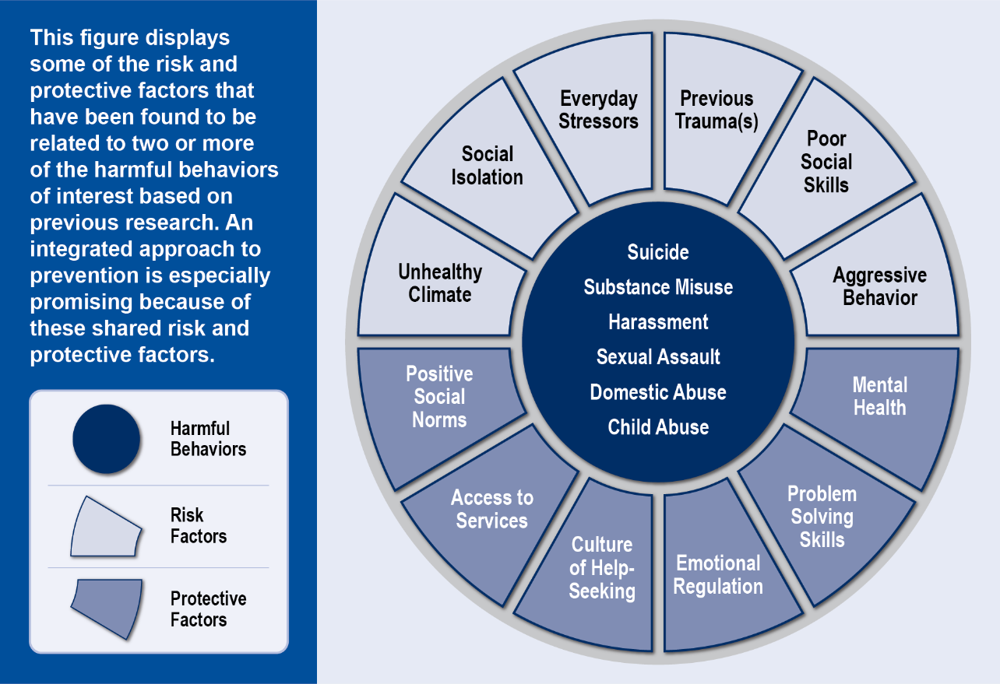 This figure displays
some of the risk and
protective factors that
have been found to be
related to two or more
of the harmful behaviors
of interest based on
previous research. An
integrated approach to
prevention is especially
promising because of
these shared risk and
protective factors.
Harmful
Behaviors
Risk
Factors
Protective
Factors
Everyday
Stressors
Previous
Trauma(s)
Poor
Social
Skills
Aggressive
Behavior
Mental
Health
Problem
Solving
Skills
Emotional
Regulation
Culture
of Help-
Seeking
Access to
Services
Positive
Social
Norms
Unhealthy
Climate
Social
Isolation
Suicide
Substance Misuse
Harassment
Sexual Assault
Domestic Abuse
Child Abuse